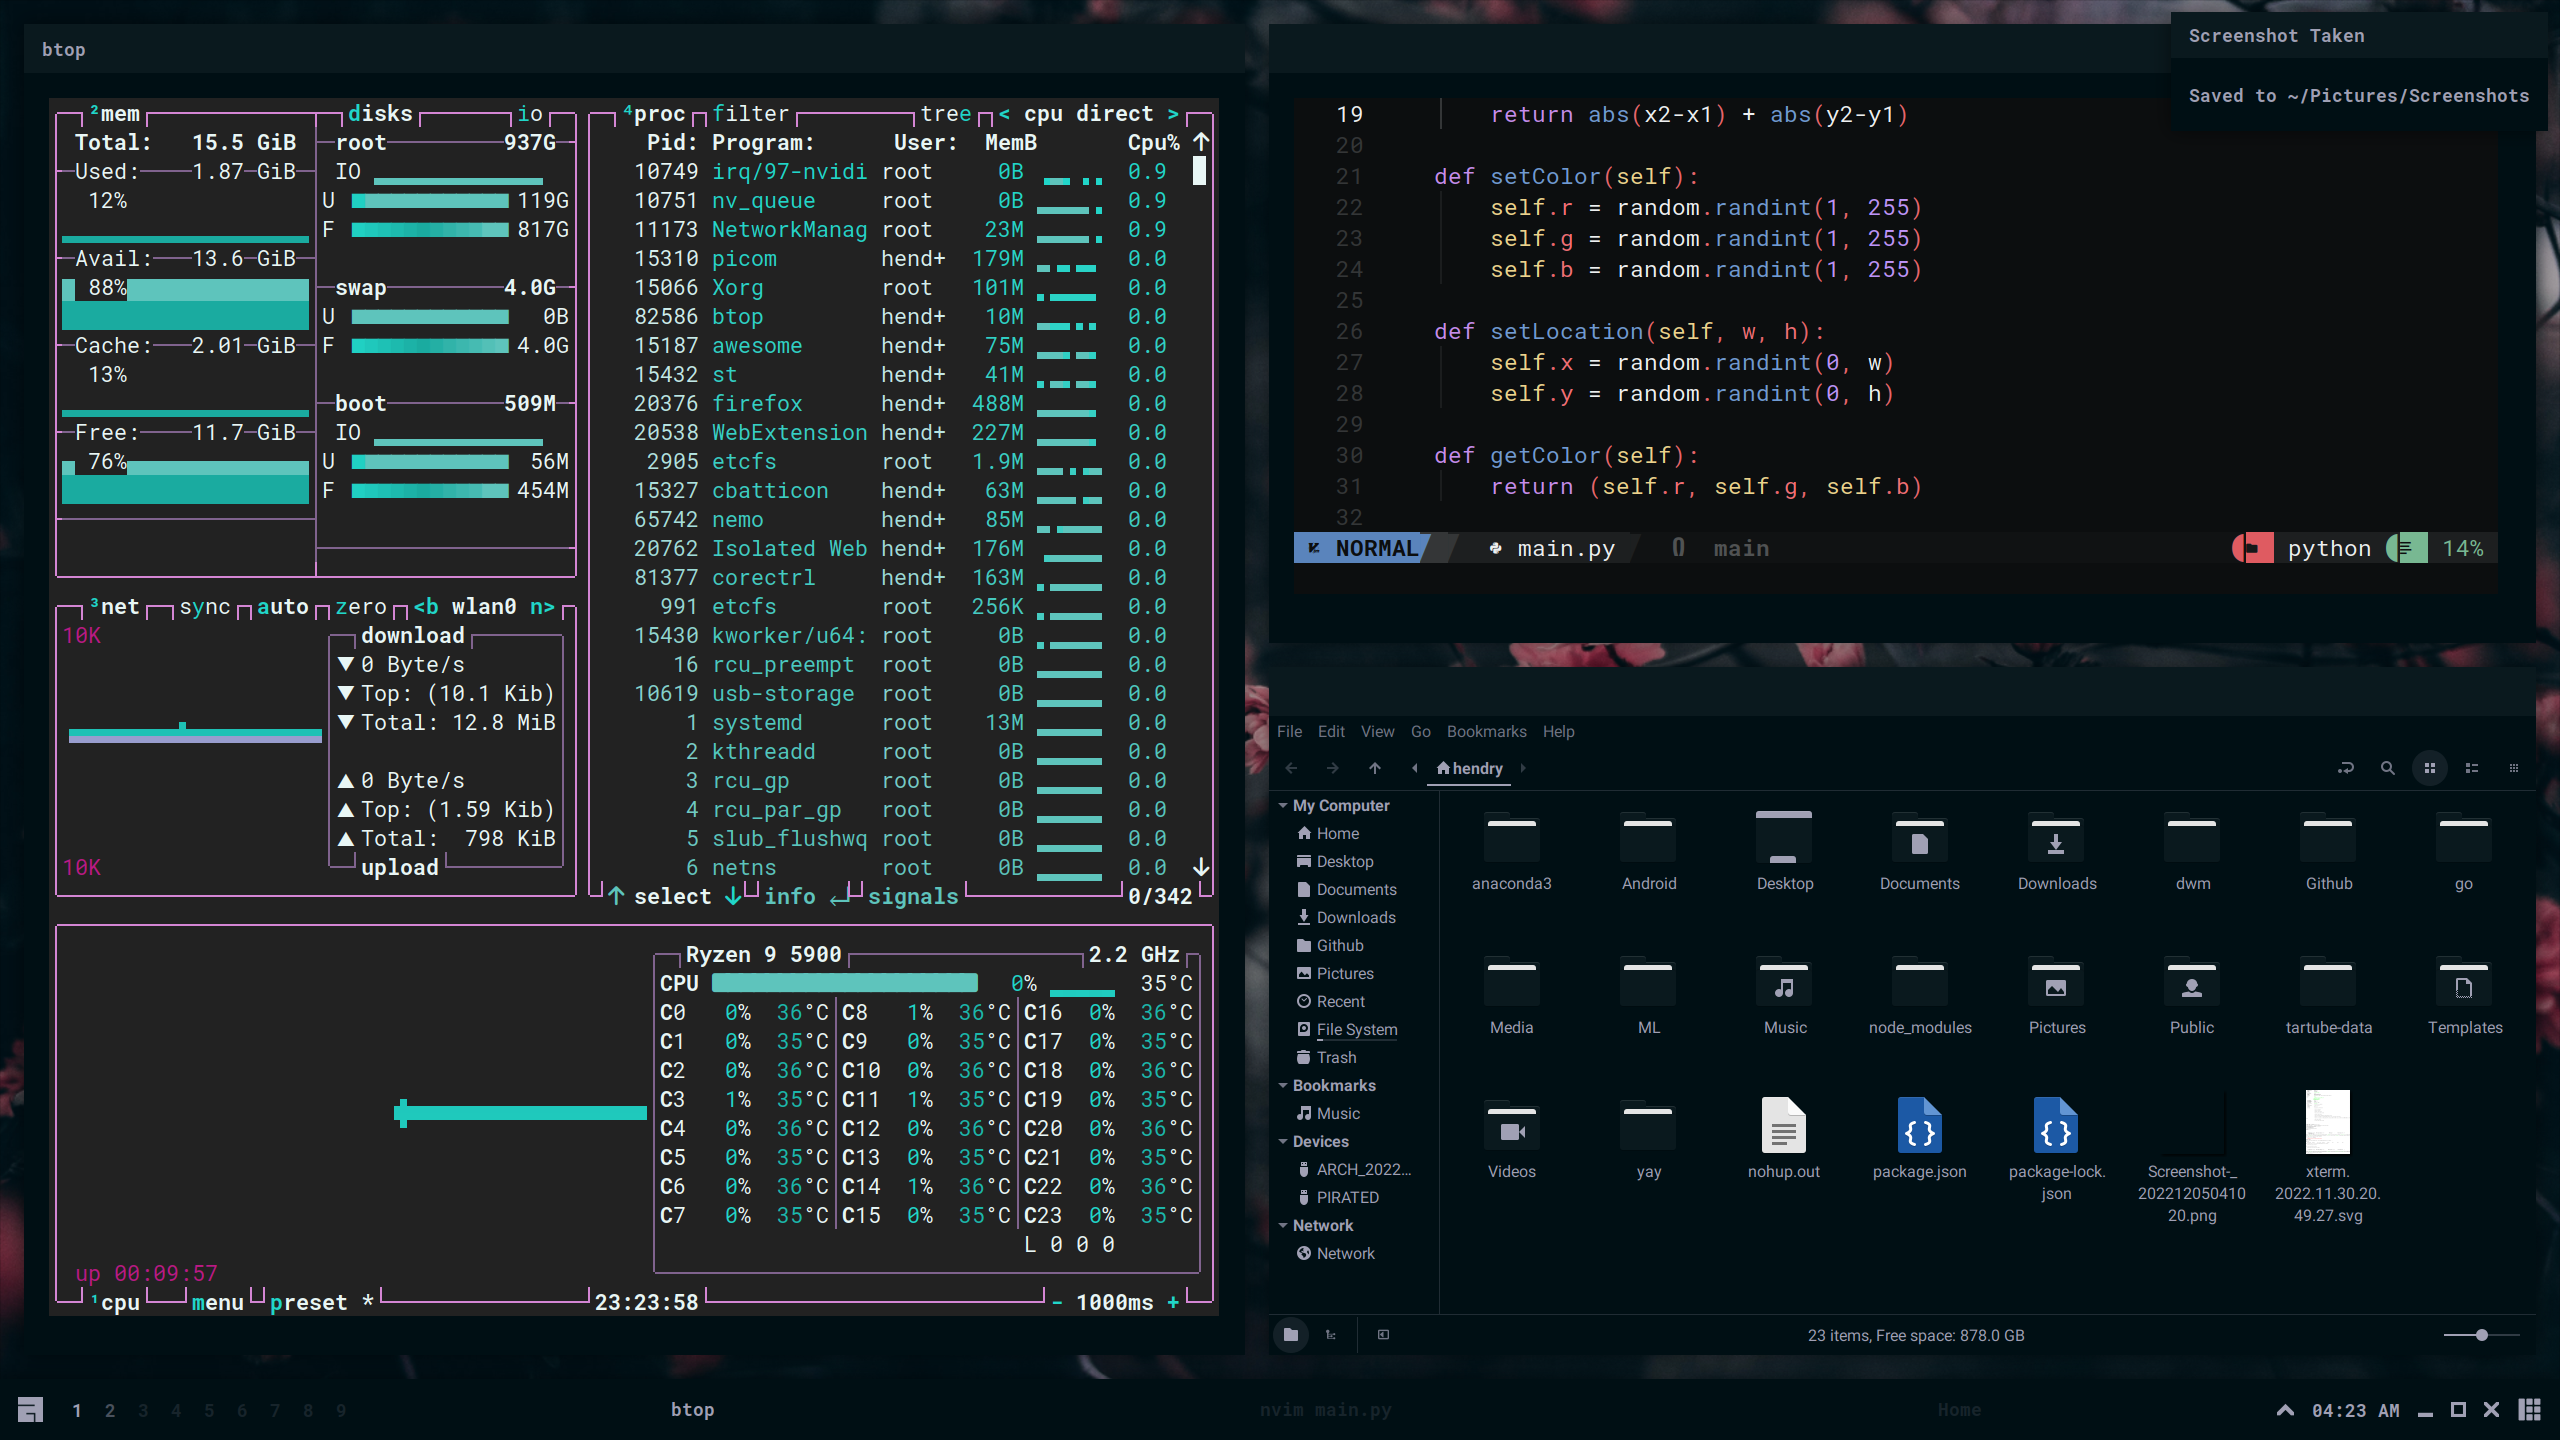 btop
²mem
disks
io
Total: 15.5 GiB
root 937G
Used: 1.87 GiB
IO
12%
U 119G
F 817G
Avail: 13.6 GiB
88%
swap 4.0G
U 0B
Cache: 2.01 GiB
F 4.0G
13%
boot 509M
Free: 11.7 GiB
IO
76%
U 56M
F 454M
³net sync auto zero <b wlan0 n>
10K
download
▼ 0 Byte/s
▼ Top: (10.1 Kib)
▼ Total: 12.8 MiB
▲ 0 Byte/s
▲ Top: (1.59 Kib)
▲ Total: 798 KiB
10K
upload
⁴proc filter tree < cpu direct >
Pid: Program: User: MemB Cpu% ↑
10749 irq/97-nvidi root 0B 0.9
10751 nv_queue root 0B 0.9
11173 NetworkManag root 23M 0.9
15310 picom hend+ 179M 0.0
15066 Xorg root 101M 0.0
82586 btop hend+ 10M 0.0
15187 awesome hend+ 75M 0.0
15432 st hend+ 41M 0.0
20376 firefox hend+ 488M 0.0
20538 WebExtension hend+ 227M 0.0
2905 etcfs root 1.9M 0.0
15327 cbatticon hend+ 63M 0.0
65742 nemo hend+ 85M 0.0
20762 Isolated Web hend+ 176M 0.0
81377 corectrl hend+ 163M 0.0
991 etcfs root 256K 0.0
15430 kworker/u64: root 0B 0.0
16 rcu_preempt root 0B 0.0
10619 usb-storage root 0B 0.0
1 systemd root 13M 0.0
2 kthreadd root 0B 0.0
3 rcu_gp root 0B 0.0
4 rcu_par_gp root 0B 0.0
5 slub_flushwq root 0B 0.0
6 netns root 0B 0.0 ↓
↑ select ↓ info ↵ signals 0/342
Ryzen 9 5900 2.2 GHz
CPU 0% 35°C
C0 0% 36°C C8 1% 36°C C16 0% 36°C
C1 0% 35°C C9 0% 35°C C17 0% 35°C
C2 0% 36°C C10 0% 36°C C18 0% 36°C
C3 1% 35°C C11 1% 35°C C19 0% 35°C
C4 0% 36°C C12 0% 36°C C20 0% 36°C
C5 0% 35°C C13 0% 35°C C21 0% 35°C
C6 0% 36°C C14 1% 36°C C22 0% 36°C
C7 0% 35°C C15 0% 35°C C23 0% 35°C
L 0 0 0
up 00:09:57
¹cpu menu preset * 23:23:58 - 1000ms +
Screenshot Taken
Saved to ~/Pictures/Screenshots
19 return abs(x2-x1) + abs(y2-y1)
20
21 def setColor(self):
22 self.r = random.randint(1, 255)
23 self.g = random.randint(1, 255)
24 self.b = random.randint(1, 255)
25
26 def setLocation(self, w, h):
27 self.x = random.randint(0, w)
28 self.y = random.randint(0, h)
29
30 def getColor(self):
31 return (self.r, self.g, self.b)
32
NORMAL main.py main python 14%
File Edit View Go Bookmarks Help
hendry
My Computer
Home
Desktop
Documents
Downloads
Github
Pictures
Recent
File System
Trash
Bookmarks
Music
Devices
ARCH_2022...
PIRATED
Network
Network
anaconda3 Android Desktop Documents Downloads dwm Github go
Media ML Music node_modules Pictures Public tartube-data Templates
Videos yay nohup.out package.json
package-lock.
json
Screenshot-_
202212050410
20.png
xterm.
2022.11.30.20.
49.27.svg
23 items, Free space: 878.0 GB
1 2 3 4 5 6 7 8 9
btop
nvim main.py
Home
04:23 AM